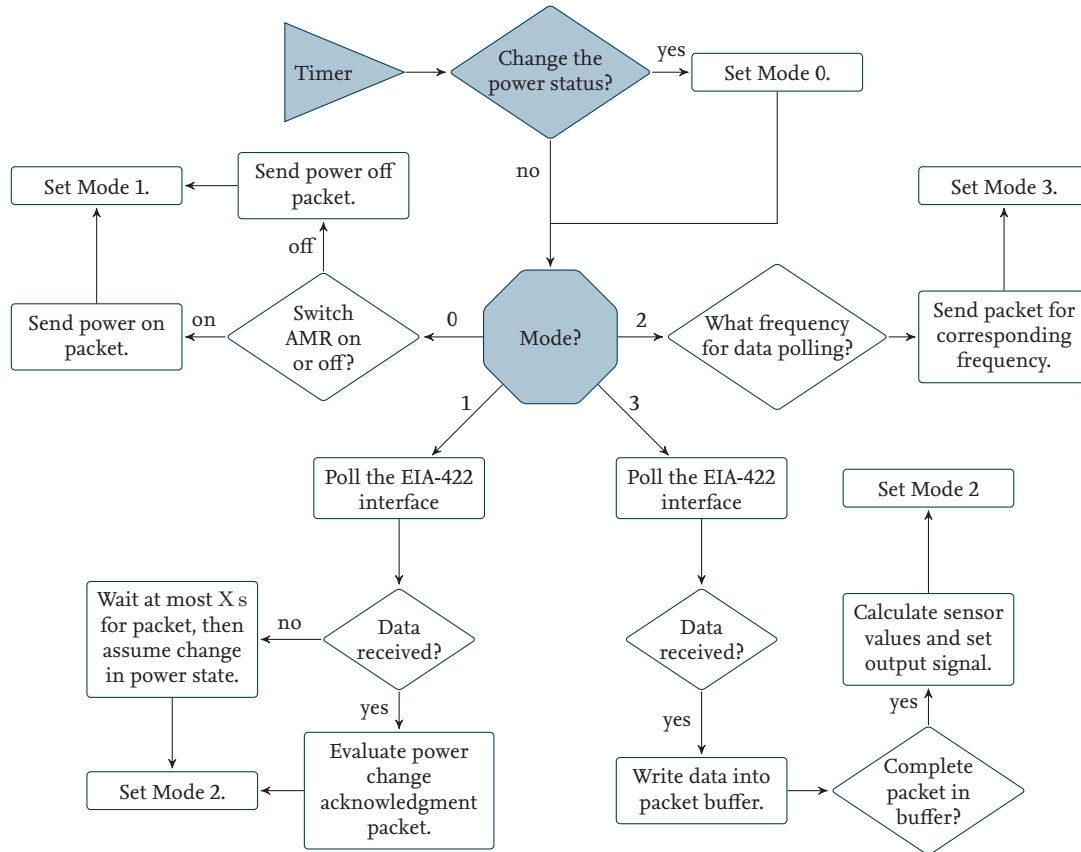 Timer
Change the
power status?
yes
Set Mode 0.
no
Set Mode 1.
Send power off
packet.
Set Mode 3.
off
Send power on
packet.
on
Switch
AMR on
or off?
0
Mode?
2
What frequency
for data polling?
Send packet for
corresponding
frequency.
1
3
Poll the EIA-422
interface
Poll the EIA-422
interface
Set Mode 2
Wait at most X s
for packet, then
assume change
in power state.
no
Data
received?
Data
received?
Calculate sensor
values and set
output signal.
yes
yes
yes
Set Mode 2.
Evaluate power
change
acknowledgment
packet.
Write data into
packet buffer.
Complete
packet in
buffer?